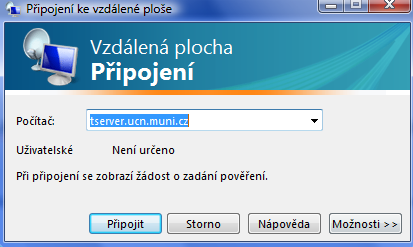 Připojení ke vzdálené ploše
Vzdálená plocha
Připojení
Počítač: tserver.ucn.muni.cz
Uživatelské Není určeno
Při připojení se zobrazí žádost o zadání pověření.
Připojit Storno Nápověda Možnosti >>